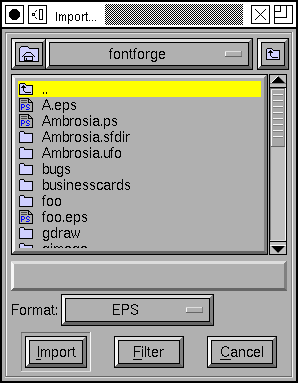 Import...
fontforge
..
A.eps
Ambrosia.ps
Ambrosia.sfdir
Ambrosia.ufo
bugs
businesscards
foo
foo.eps
gdraw
Format: EPS
Import Filter Cancel